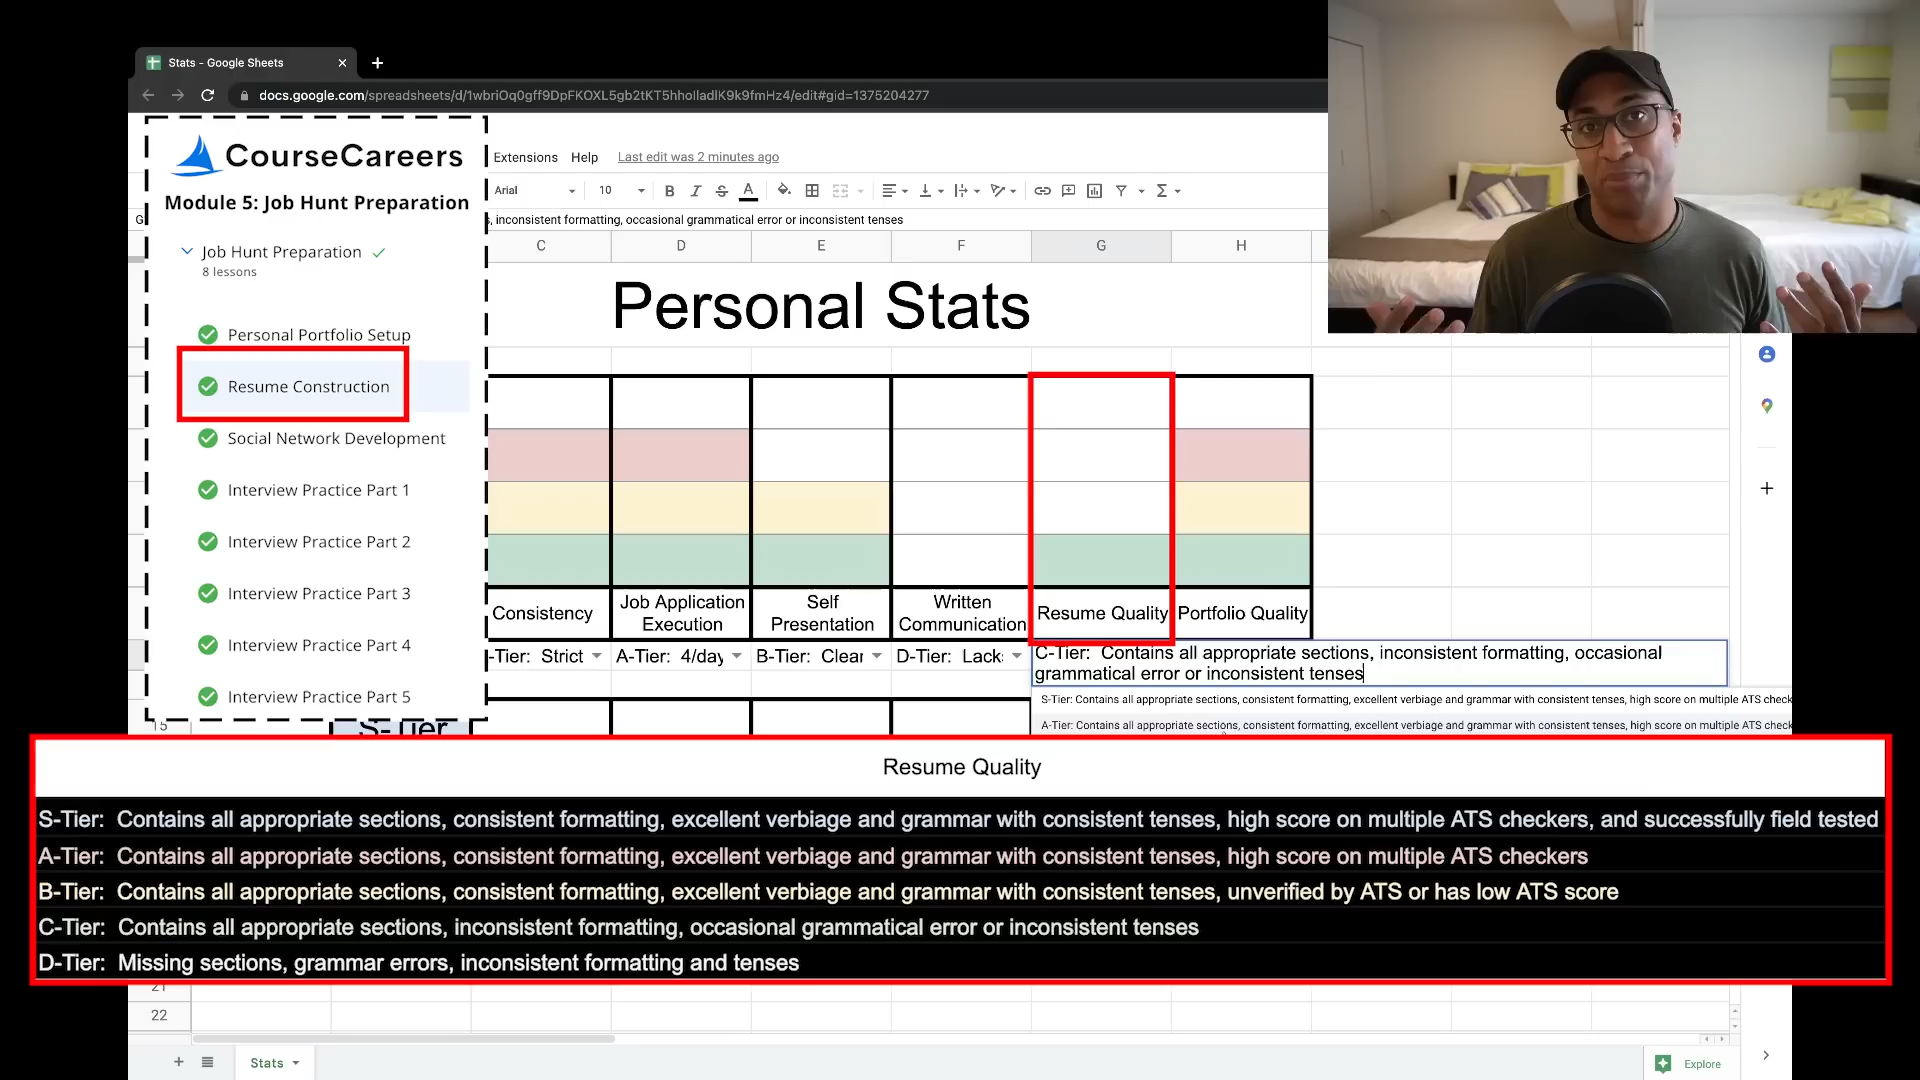 Stats - Google Sheets
docs.google.com/spreadsheets/d/1wbriOq0gff9DpFKOXL5gb2tKT5hholladlK9k9fmHz4/edit#gid=1375204277
CourseCareers
Module 5: Job Hunt Preparation
Job Hunt Preparation
8 lessons
Personal Portfolio Setup
Resume Construction
Social Network Development
Interview Practice Part 1
Interview Practice Part 2
Interview Practice Part 3
Interview Practice Part 4
Interview Practice Part 5
Extensions Help Last edit was 2 minutes ago
Arial 10
, inconsistent formatting, occasional grammatical error or inconsistent tenses
C D E F G H
Personal Stats
Consistency
Job Application
Execution
Self
Presentation
Written
Communication
Resume Quality
Portfolio Quality
-Tier: Strict
A-Tier: 4/day
B-Tier: Clear
D-Tier: Lack
C-Tier: Contains all appropriate sections, inconsistent formatting, occasional
grammatical error or inconsistent tenses
S-Tier: Contains all appropriate sections, consistent formatting, excellent verbiage and grammar with consistent tenses, high score on multiple ATS check
A-Tier: Contains all appropriate sections, consistent formatting, excellent verbiage and grammar with consistent tenses, high score on multiple ATS check
15
S-Tier
Resume Quality
S-Tier: Contains all appropriate sections, consistent formatting, excellent verbiage and grammar with consistent tenses, high score on multiple ATS checkers, and successfully field tested
A-Tier: Contains all appropriate sections, consistent formatting, excellent verbiage and grammar with consistent tenses, high score on multiple ATS checkers
B-Tier: Contains all appropriate sections, consistent formatting, excellent verbiage and grammar with consistent tenses, unverified by ATS or has low ATS score
C-Tier: Contains all appropriate sections, inconsistent formatting, occasional grammatical error or inconsistent tenses
D-Tier: Missing sections, grammar errors, inconsistent formatting and tenses
21
22
Stats
Explore